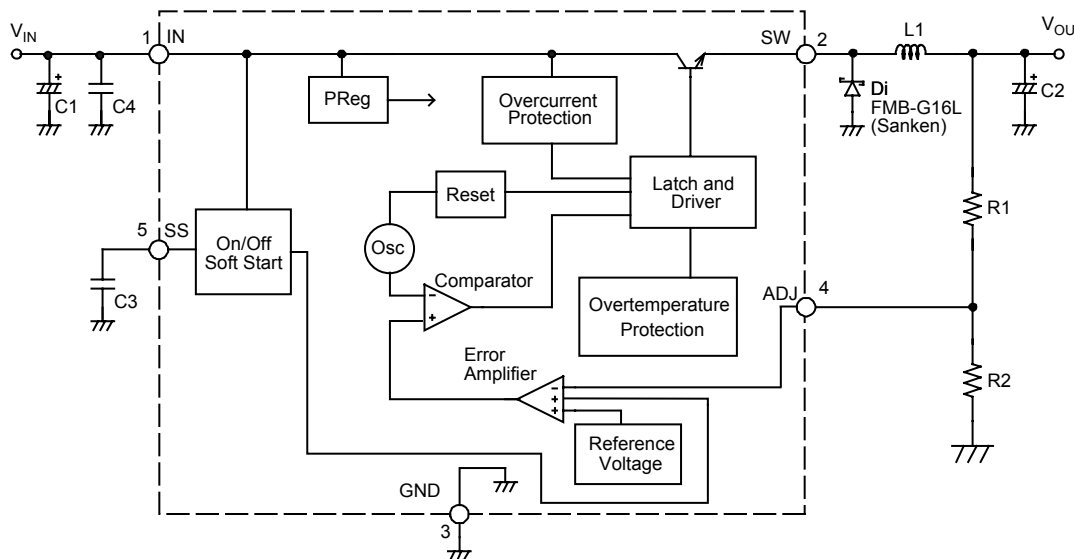 VIN
1
IN
SW
2
L1
VOU
C1
C4
PReg
Overcurrent
Protection
Di
FMB-G16L
(Sanken)
C2
Reset
Latch and
Driver
R1
5
SS
On/Off
Soft Start
Osc
C3
Comparator
−
+
Overtemperature
Protection
ADJ
4
Error
Amplifier
−
+
+
R2
Reference
Voltage
GND
3
+
+